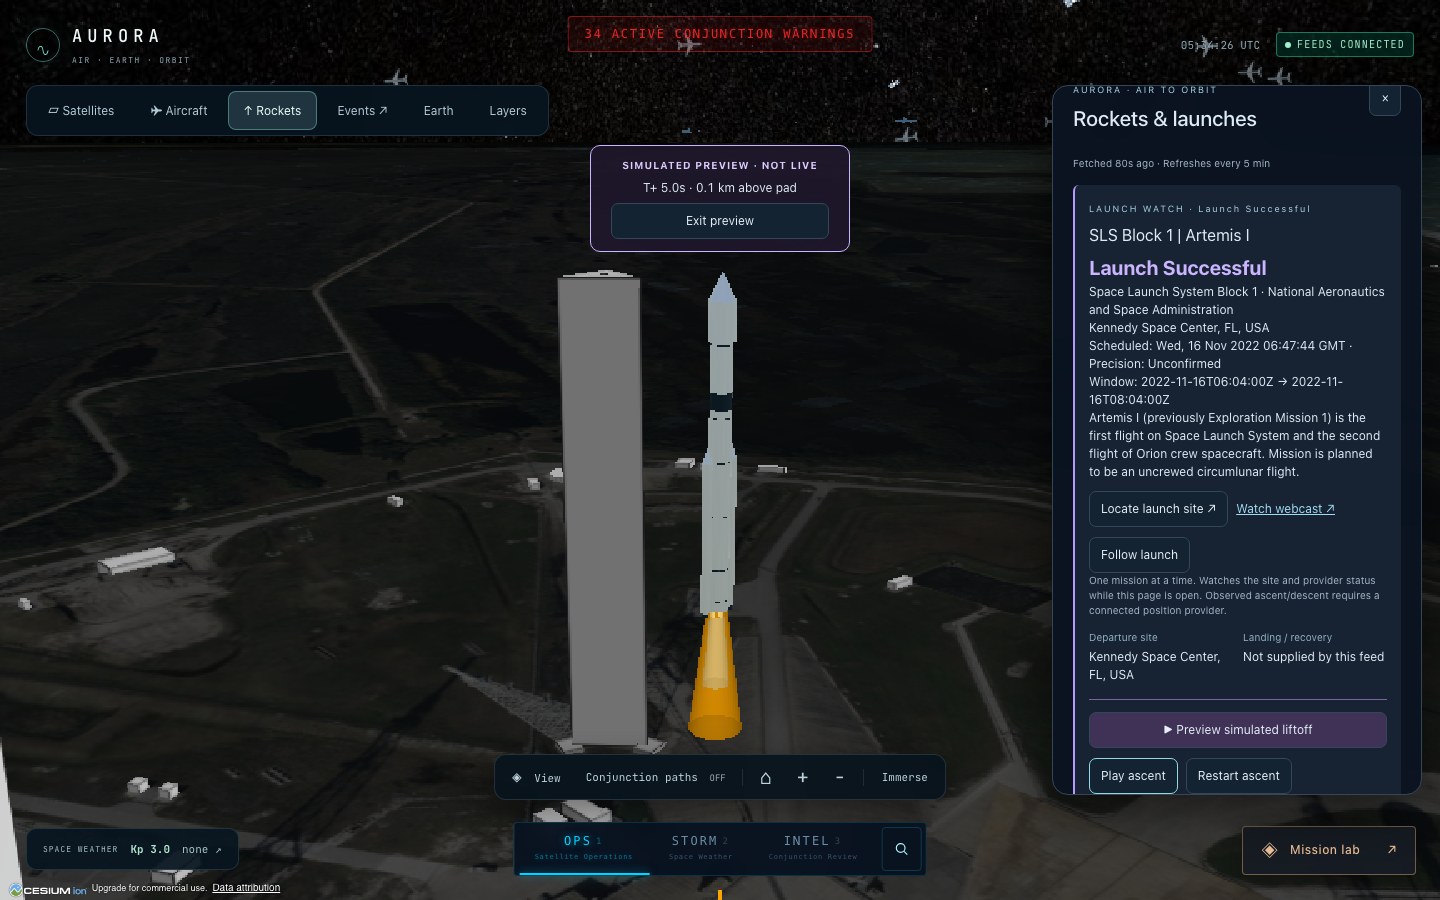 AURORA
AIR · EARTH · ORBIT
34 ACTIVE CONJUNCTION WARNINGS
UTC
FEEDS CONNECTED
Satellites
Aircraft
↑ Rockets
Events ↗
Earth
Layers
SIMULATED PREVIEW · NOT LIVE
T+ 5.0s · 0.1 km above pad
Exit preview
AURORA · AIR TO ORBIT
×
Rockets & launches
Fetched 80s ago · Refreshes every 5 min
LAUNCH WATCH · Launch Successful
SLS Block 1 | Artemis I
Launch Successful
Space Launch System Block 1 · National Aeronautics
and Space Administration
Kennedy Space Center, FL, USA
Scheduled: Wed, 16 Nov 2022 06:47:44 GMT ·
Precision: Unconfirmed
Window: 2022-11-16T06:04:00Z → 2022-11-
16T08:04:00Z
Artemis I (previously Exploration Mission 1) is the
first flight on Space Launch System and the second
flight of Orion crew spacecraft. Mission is planned
to be an uncrewed circumlunar flight.
Locate launch site ↗
Watch webcast ↗
Follow launch
One mission at a time. Watches the site and provider status
while this page is open. Observed ascent/descent requires a
connected position provider.
Departure site
Kennedy Space Center,
FL, USA
Landing / recovery
Not supplied by this feed
▶ Preview simulated liftoff
Play ascent
Restart ascent
View
Conjunction paths OFF
+
-
Immerse
OPS 1
Satellite Operations
STORM 2
Space Weather
INTEL 3
Conjunction Review
SPACE WEATHER Kp 3.0 none ↗
Mission lab ↗
CESIUM ion Upgrade for commercial use. Data attribution